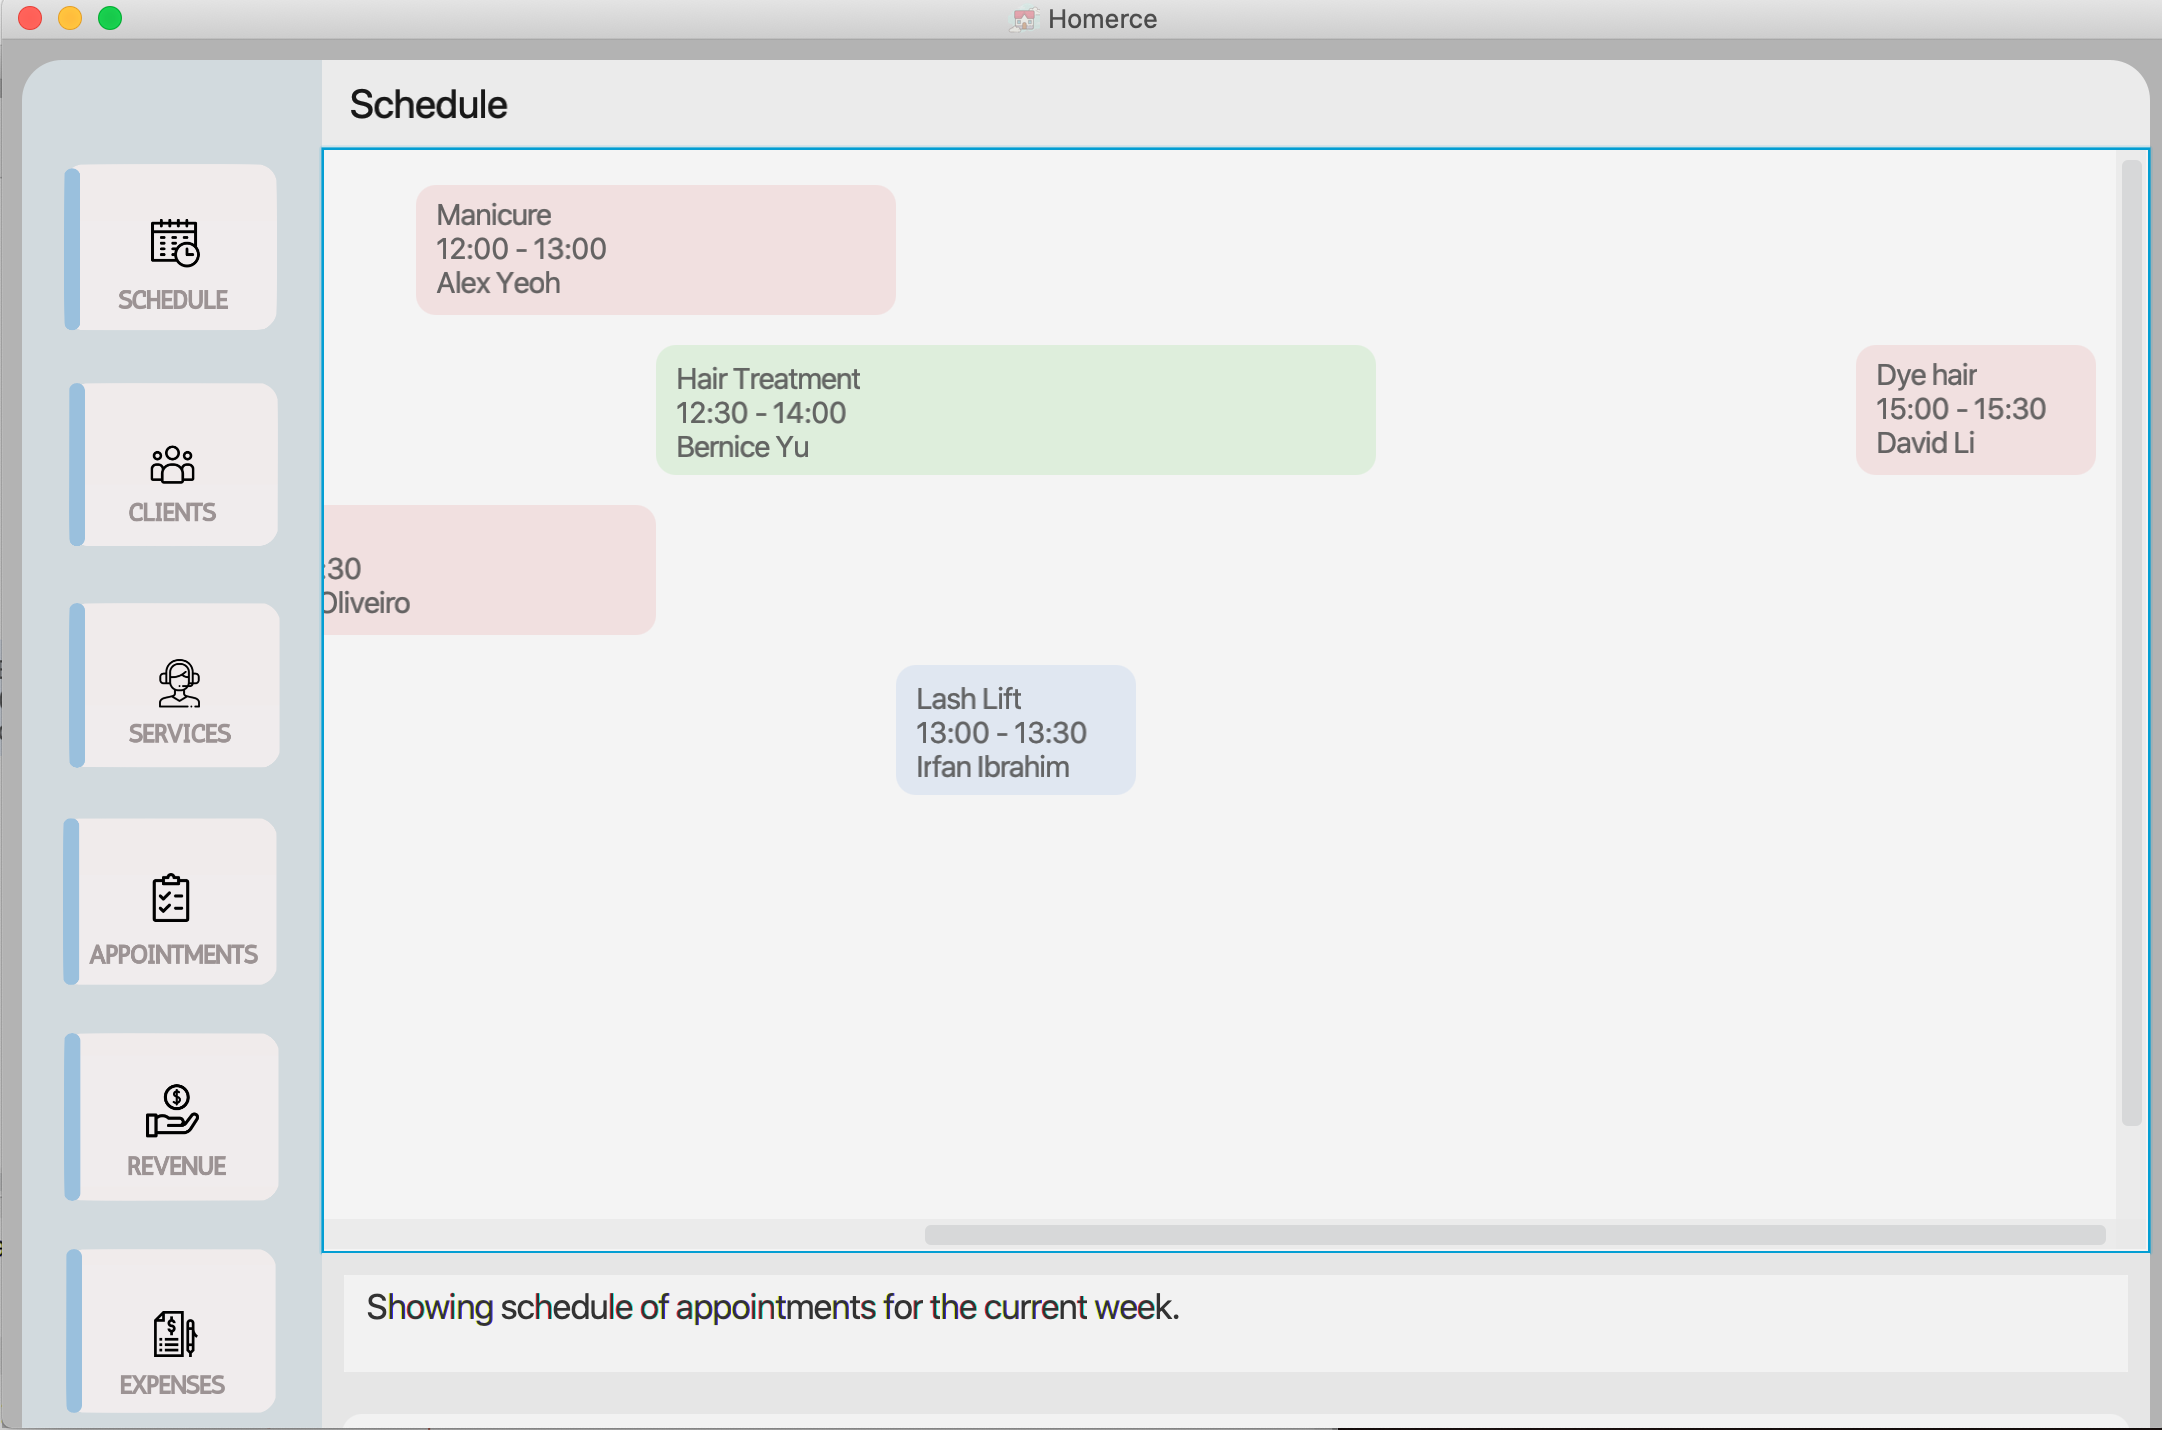 Homerce
Schedule
SCHEDULE
CLIENTS
SERVICES
APPOINTMENTS
REVENUE
EXPENSES
Manicure
12:00 - 13:00
Alex Yeoh
Hair Treatment
12:30 - 14:00
Bernice Yu
Dye hair
15:00 - 15:30
David Li
:30
Oliveiro
Lash Lift
13:00 - 13:30
Irfan Ibrahim
Showing schedule of appointments for the current week.